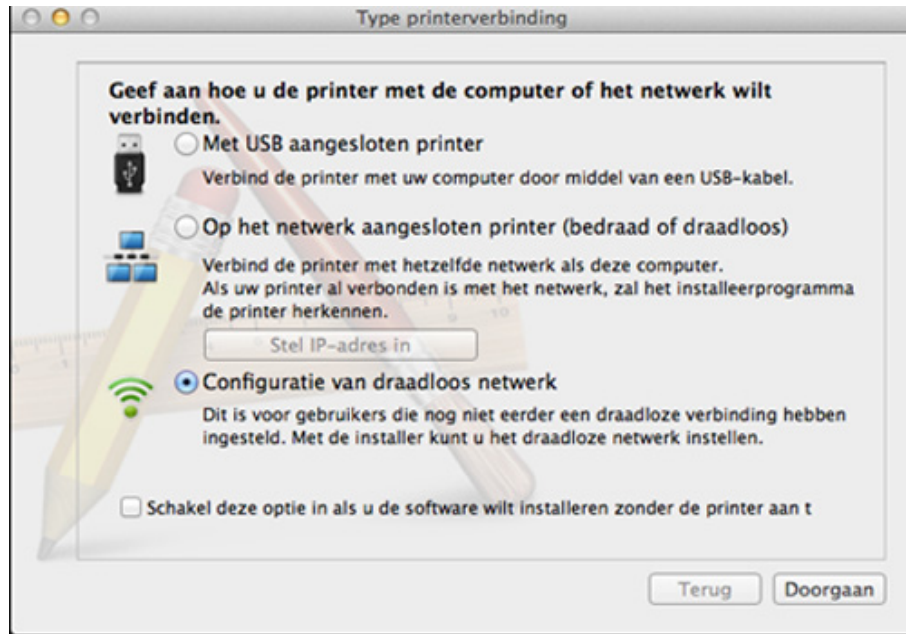 Type printerverbinding
Geef aan hoe u de printer met de computer of het netwerk wilt
verbinden.
Met USB aangesloten printer
Verbind de printer met uw computer door middel van een USB-kabel.
Op het netwerk aangesloten printer (bedraad of draadloos)
Verbind de printer met hetzelfde netwerk als deze computer.
Als uw printer al verbonden is met het netwerk, zal het installeerprogramma
de printer herkennen.
Stel IP-adres in
Configuratie van draadloos netwerk
Dit is voor gebruikers die nog niet eerder een draadloze verbinding hebben
ingesteld. Met de installer kunt u het draadloze netwerk instellen.
Schakel deze optie in als u de software wilt installeren zonder de printer aan t
Terug Doorgaan